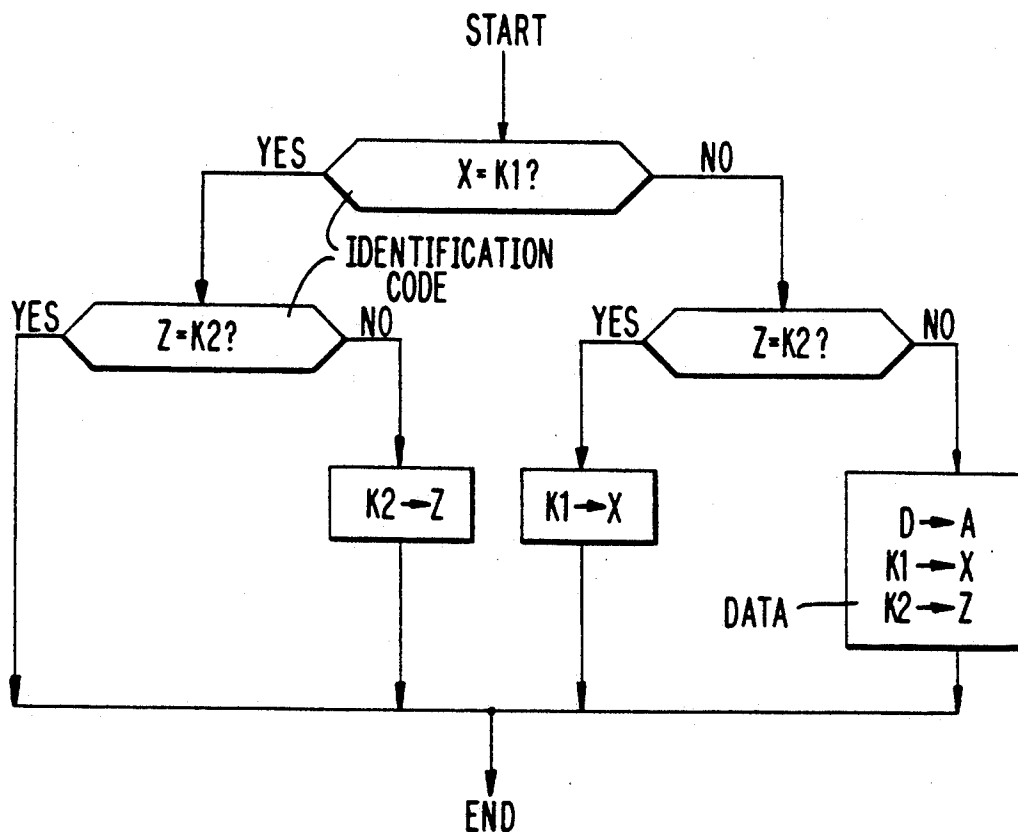 START
YES
X=K1?
NO
IDENTIFICATION
CODE
YES
Z=K2?
NO
YES
Z=K2?
NO
K2→Z
K1→X
D→A
K1→X
K2→Z
DATA
END